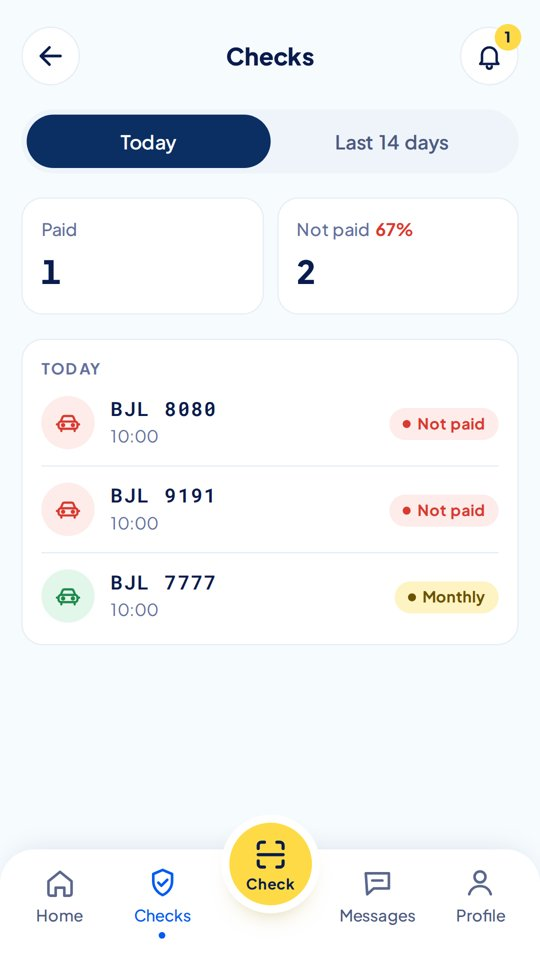 Checks
1
Today
Last 14 days
Paid
1
Not paid 67%
2
TODAY
BJL 8080
10:00
Not paid
BJL 9191
10:00
Not paid
BJL 7777
10:00
Monthly
Home
Checks
Check
Messages
Profile